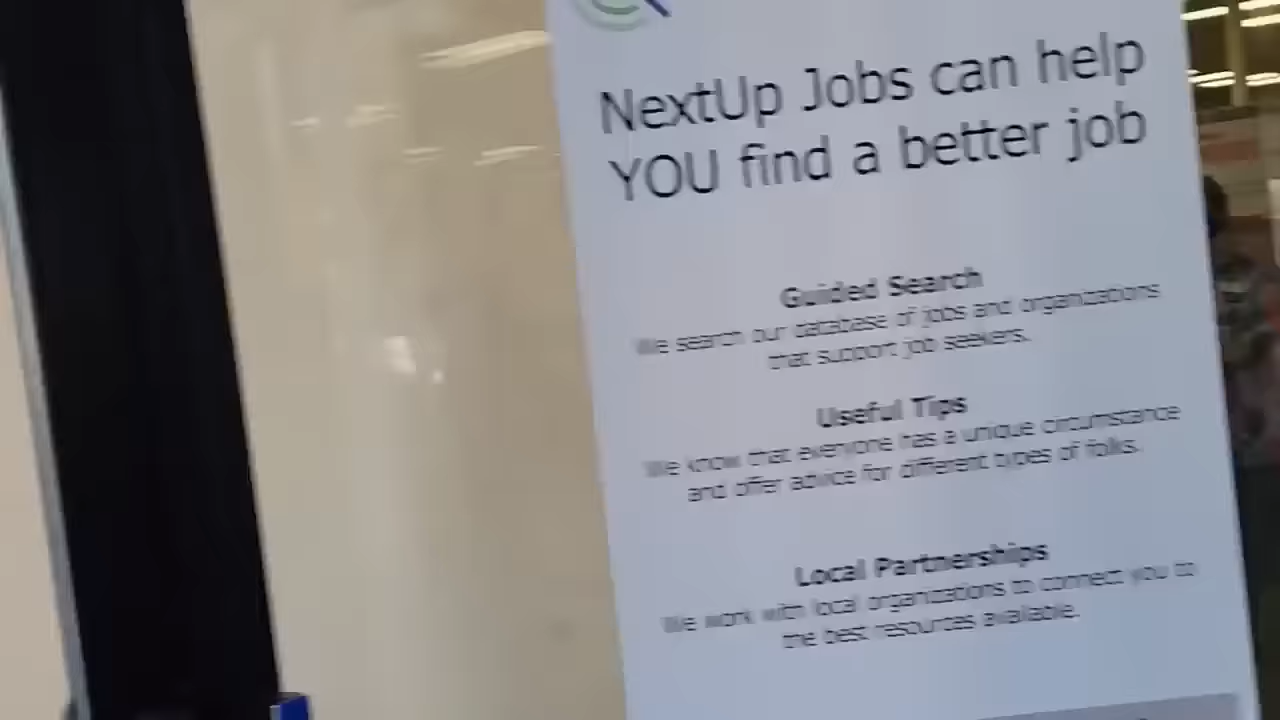 NextUp Jobs can help
YOU find a better job
Guided Search
We search our database of jobs and organizations
that support job seekers.
Useful Tips
We know that everyone has a unique circumstance
and offer advice for different types of folks.
Local Partnerships
We work with local organizations to connect you to
the best resources available.